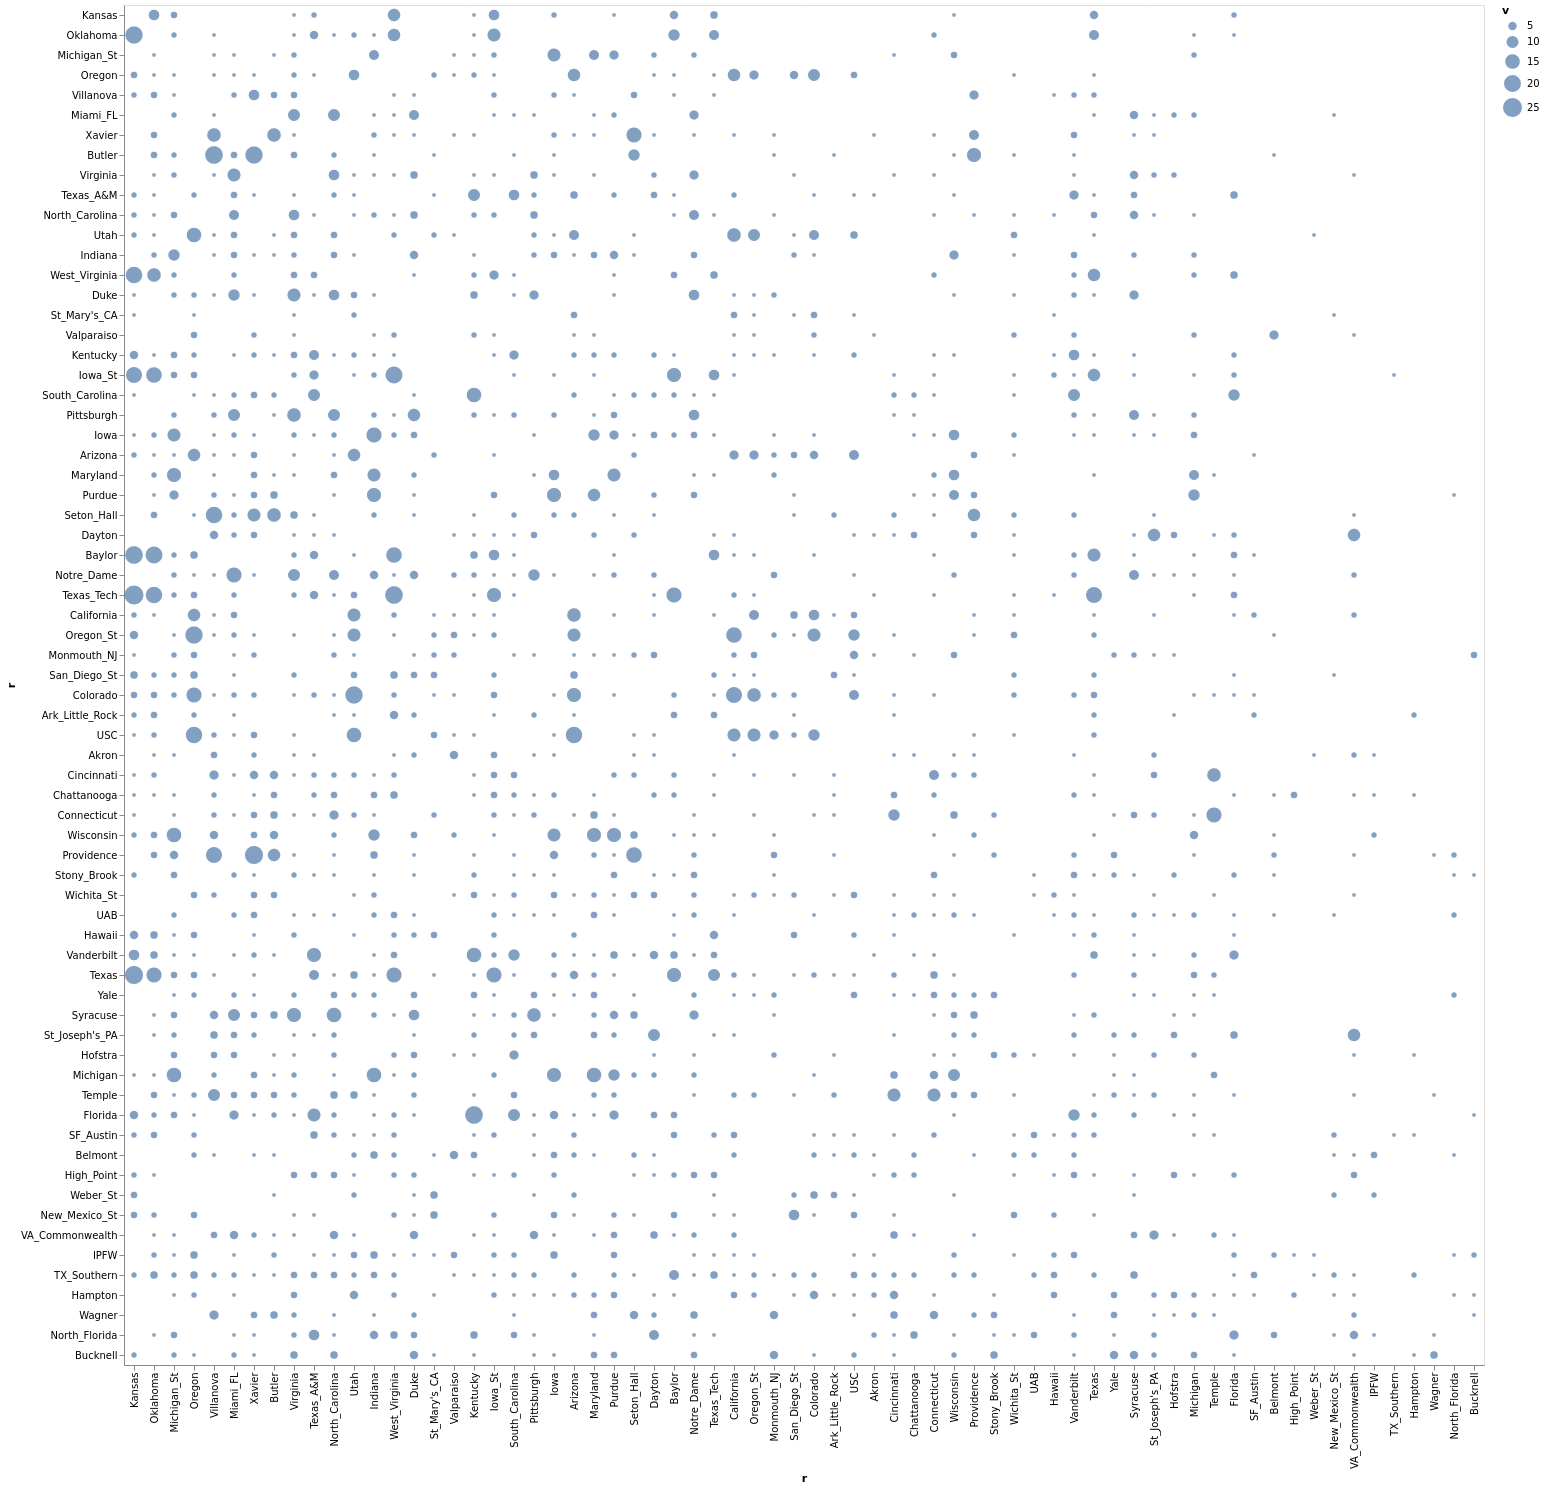 v
5
10
15
20
25
Kansas
Oklahoma
Michigan_St
Oregon
Villanova
Miami_FL
Xavier
Butler
Virginia
Texas_A&M
North_Carolina
Utah
Indiana
West_Virginia
Duke
St_Mary's_CA
Valparaiso
Kentucky
Iowa_St
South_Carolina
Pittsburgh
Iowa
Arizona
Maryland
Purdue
Seton_Hall
Dayton
Baylor
Notre_Dame
Texas_Tech
California
Oregon_St
Monmouth_NJ
San_Diego_St
Colorado
Ark_Little_Rock
USC
Akron
Cincinnati
Chattanooga
Connecticut
Wisconsin
Providence
Stony_Brook
Wichita_St
UAB
Hawaii
Vanderbilt
Texas
Yale
Syracuse
St_Joseph's_PA
Hofstra
Michigan
Temple
Florida
SF_Austin
Belmont
High_Point
Weber_St
New_Mexico_St
VA_Commonwealth
IPFW
TX_Southern
Hampton
Wagner
North_Florida
Bucknell
r
Kansas
Oklahoma
Michigan_St
Oregon
Villanova
Miami_FL
Xavier
Butler
Virginia
Texas_A&M
North_Carolina
Utah
Indiana
West_Virginia
Duke
St_Mary's_CA
Valparaiso
Kentucky
Iowa_St
South_Carolina
Pittsburgh
Iowa
Arizona
Maryland
Purdue
Seton_Hall
Dayton
Baylor
Notre_Dame
Texas_Tech
California
Oregon_St
Monmouth_NJ
San_Diego_St
Colorado
Ark_Little_Rock
USC
Akron
Cincinnati
Chattanooga
Connecticut
Wisconsin
Providence
Stony_Brook
Wichita_St
UAB
Hawaii
Vanderbilt
Texas
Yale
Syracuse
St_Joseph's_PA
Hofstra
Michigan
Temple
Florida
SF_Austin
Belmont
High_Point
Weber_St
New_Mexico_St
VA_Commonwealth
IPFW
TX_Southern
Hampton
Wagner
North_Florida
Bucknell
r